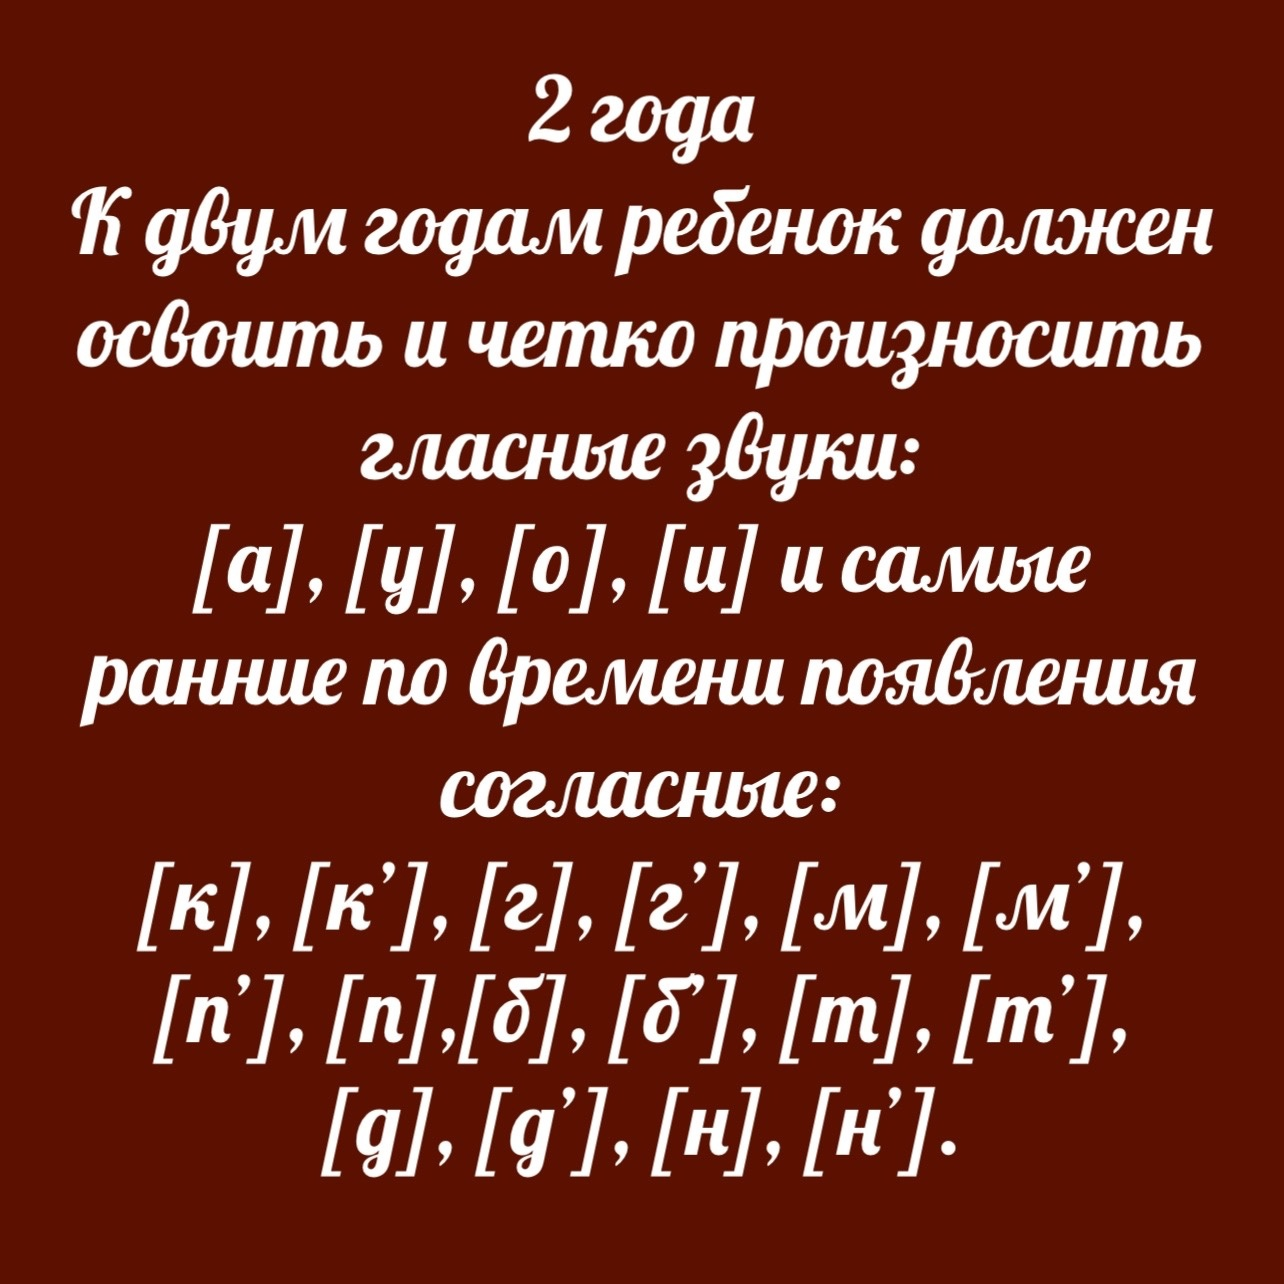 2 года
К двум годам ребенок должен
освоить и четко произносить
гласные звуки:
[а], [у], [о], [и] и самые
ранние по времени появления
согласные:
[к], [к’], [г], [г’], [м], [м’],
[п’], [п],[б], [б’], [т], [т’],
[д], [д’], [н], [н’].